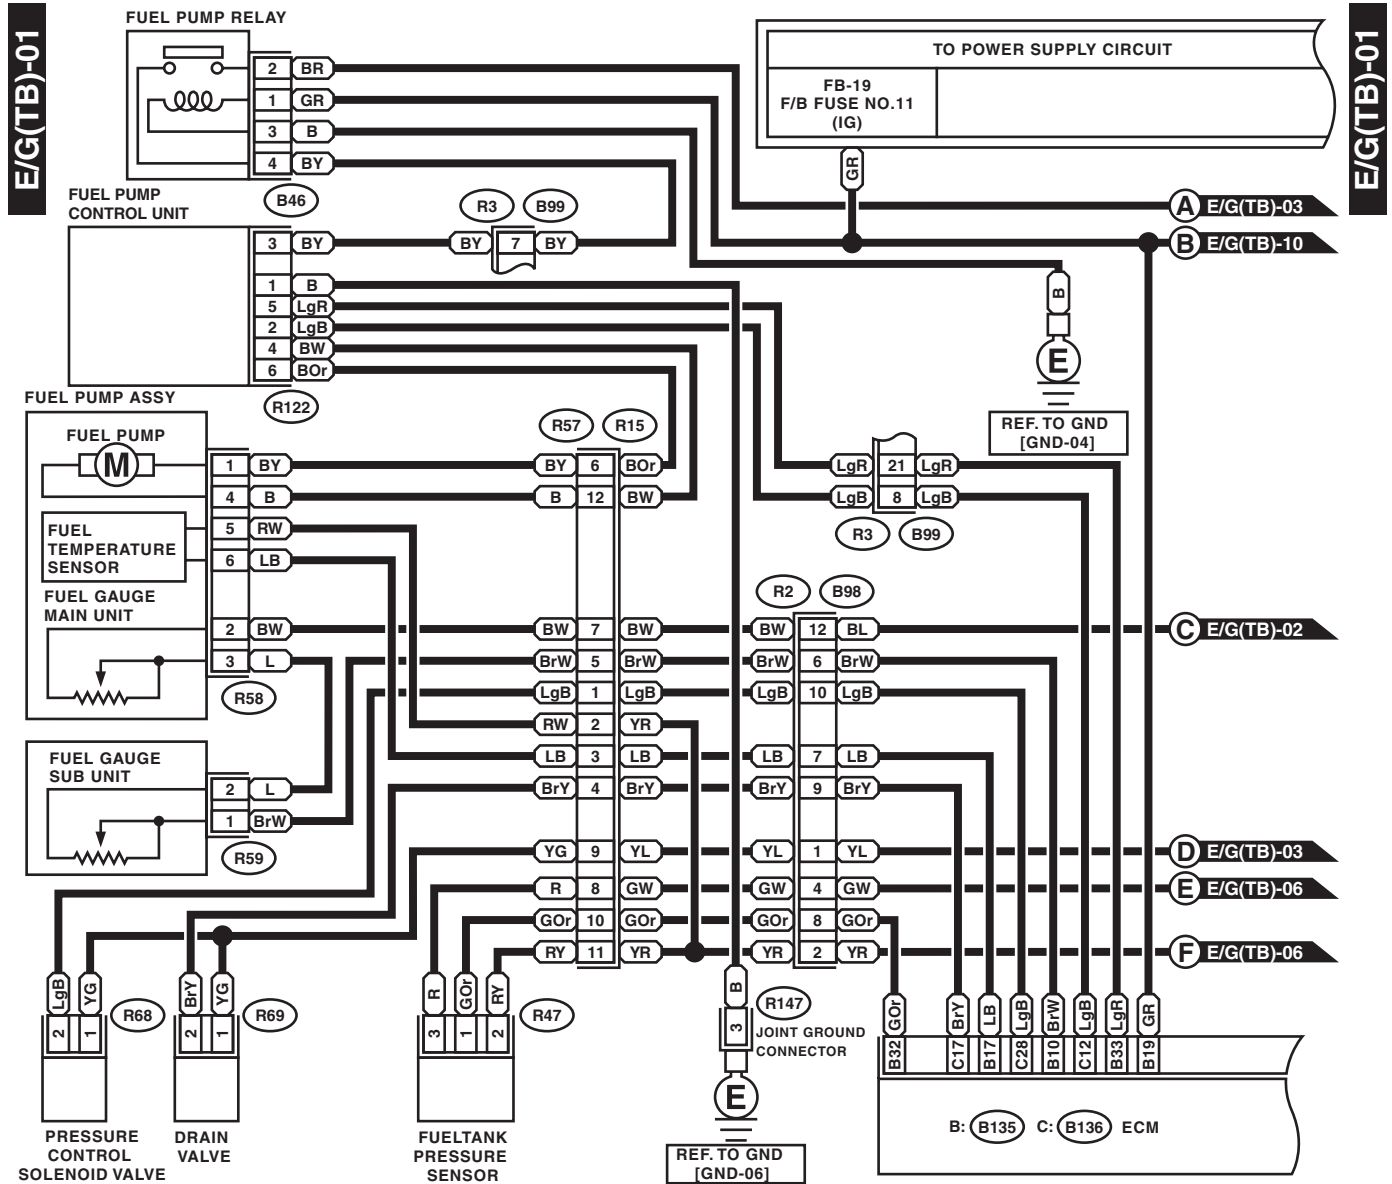 E/G(TB)-01
FUEL PUMP RELAY
2 BR
1 GR
3 B
4 BY
B46
TO POWER SUPPLY CIRCUIT
FB-19
F/B FUSE NO.11
(IG)
GR
E/G(TB)-01
A E/G(TB)-03
B E/G(TB)-10
FUEL PUMP
CONTROL UNIT
3 BY
R3 B99
BY 7 BY
1 B
5 LgR
2 LgB
4 BW
6 BOr
R122
B
E
REF. TO GND
[GND-04]
FUEL PUMP ASSY
FUEL PUMP
M
1 BY
4 B
FUEL
TEMPERATURE
SENSOR
5 RW
6 LB
FUEL GAUGE
MAIN UNIT
2 BW
3 L
R58
R57 R15
BY 6 BOr
B 12 BW
BW 7 BW
BrW 5 BrW
LgB 1 LgB
RW 2 YR
LB 3 LB
BrY 4 BrY
YG 9 YL
R 8 GW
GOr 10 GOr
RY 11 YR
LgR 21 LgR
LgB 8 LgB
R3 B99
R2 B98
BW 12 BL
BrW 6 BrW
LgB 10 LgB
LB 7 LB
BrY 9 BrY
YL 1 YL
GW 4 GW
GOr 8 GOr
YR 2 YR
C E/G(TB)-02
D E/G(TB)-03
E E/G(TB)-06
F E/G(TB)-06
FUEL GAUGE
SUB UNIT
2 L
1 BrW
R59
LgB YG
2 1
R68
PRESSURE
CONTROL
SOLENOID VALVE
BrY YG
2 1
R69
DRAIN
VALVE
R GOr RY
3 1 2
R47
FUELTANK
PRESSURE
SENSOR
B
3
R147
JOINT GROUND
CONNECTOR
E
REF. TO GND
[GND-06]
GOr BrY LB LgB BrW LgB LgR GR
B32 C17 B17 C28 B10 C12 B33 B19
B: B135 C: B136 ECM